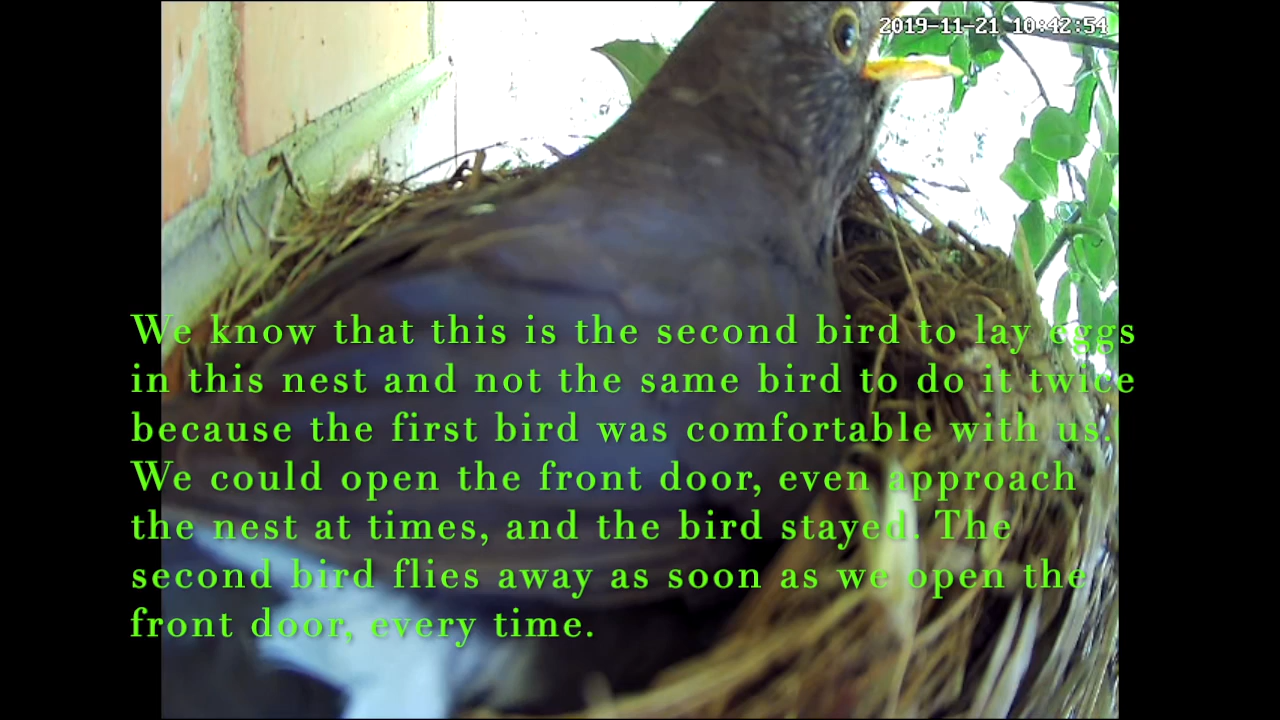 2019-11-21 10:42:54
We know that this is the second bird to lay eggs
in this nest and not the same bird to do it twice
because the first bird was comfortable with us.
We could open the front door, even approach
the nest at times, and the bird stayed. The
second bird flies away as soon as we open the
front door, every time.